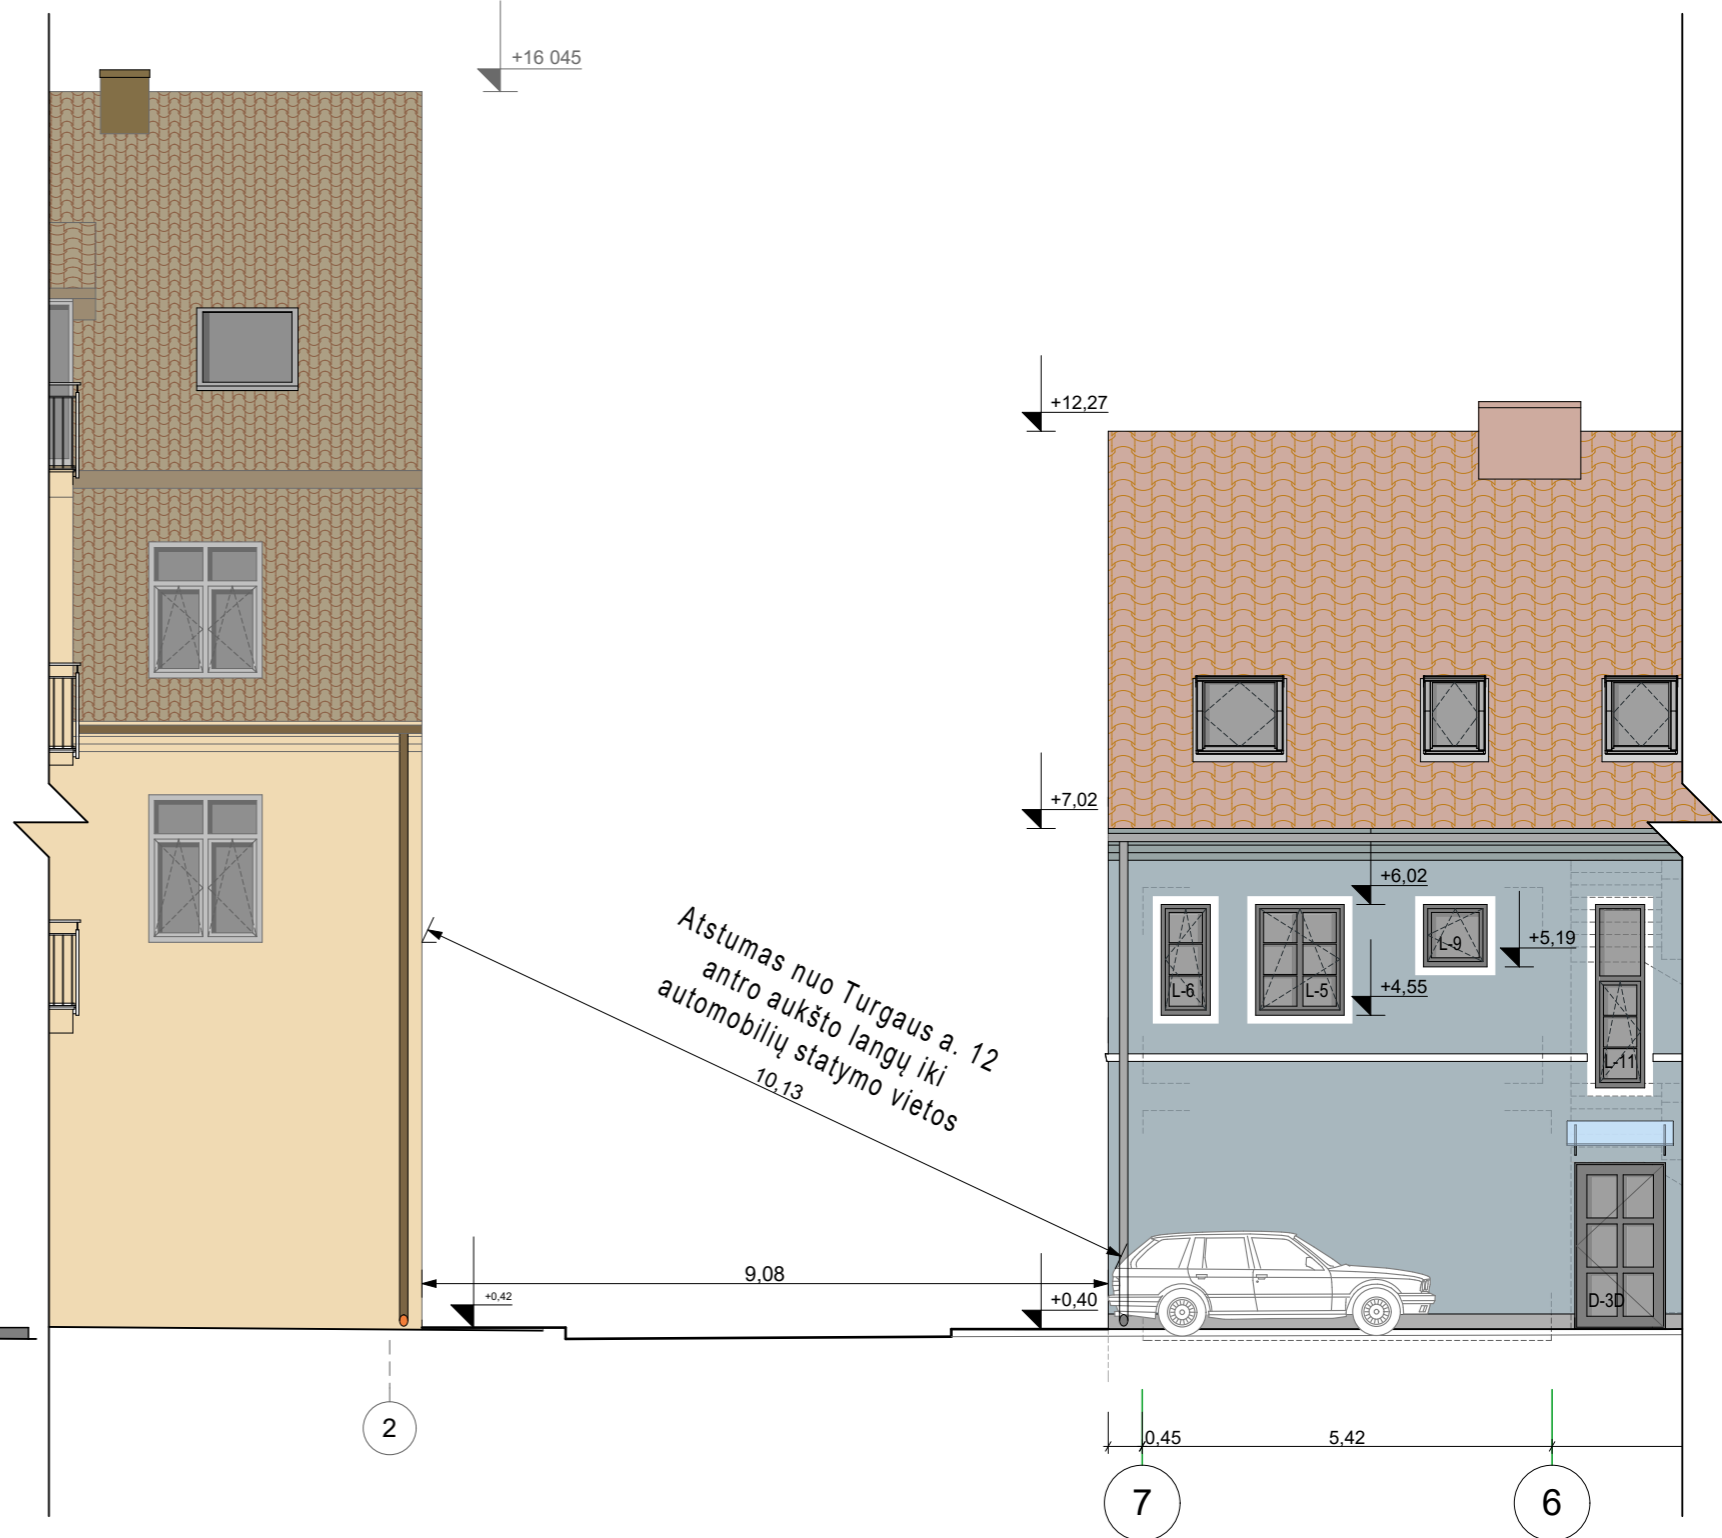 +16 045
+12,27
+7,02
+6,02
+5,19
+4,55
L-6
L-5
L-9
L-11
Atstumas nuo Turgaus a. 12
antro aukšto langų iki
automobilių statymo vietos
10,13
9,08
+0,42
+0,40
D-3D
2
0,45
5,42
7
6